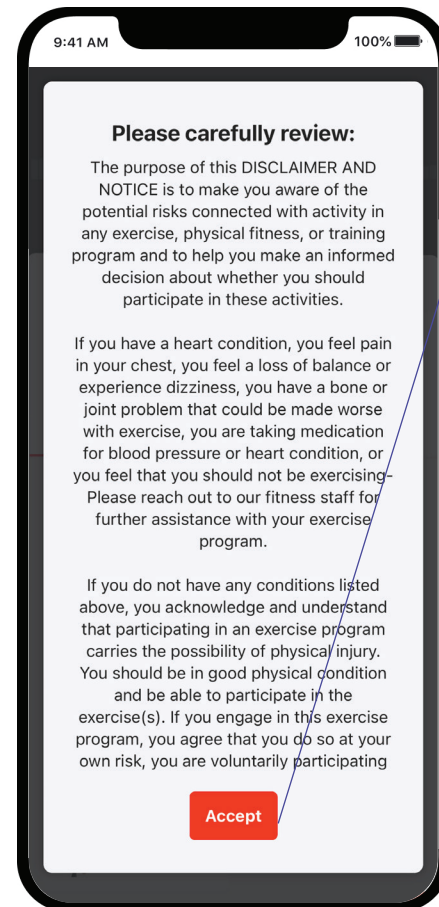 9:41 AM 100%
Please carefully review:
The purpose of this DISCLAIMER AND
NOTICE is to make you aware of the
potential risks connected with activity in
any exercise, physical fitness, or training
program and to help you make an informed
decision about whether you should
participate in these activities.
If you have a heart condition, you feel pain
in your chest, you feel a loss of balance or
experience dizziness, you have a bone or
joint problem that could be made worse
with exercise, you are taking medication
for blood pressure or heart condition, or
you feel that you should not be exercising-
Please reach out to our fitness staff for
further assistance with your exercise
program.
If you do not have any conditions listed
above, you acknowledge and understand
that participating in an exercise program
carries the possibility of physical injury.
You should be in good physical condition
and be able to participate in the
exercise(s). If you engage in this exercise
program, you agree that you do so at your
own risk, you are voluntarily participating
Accept